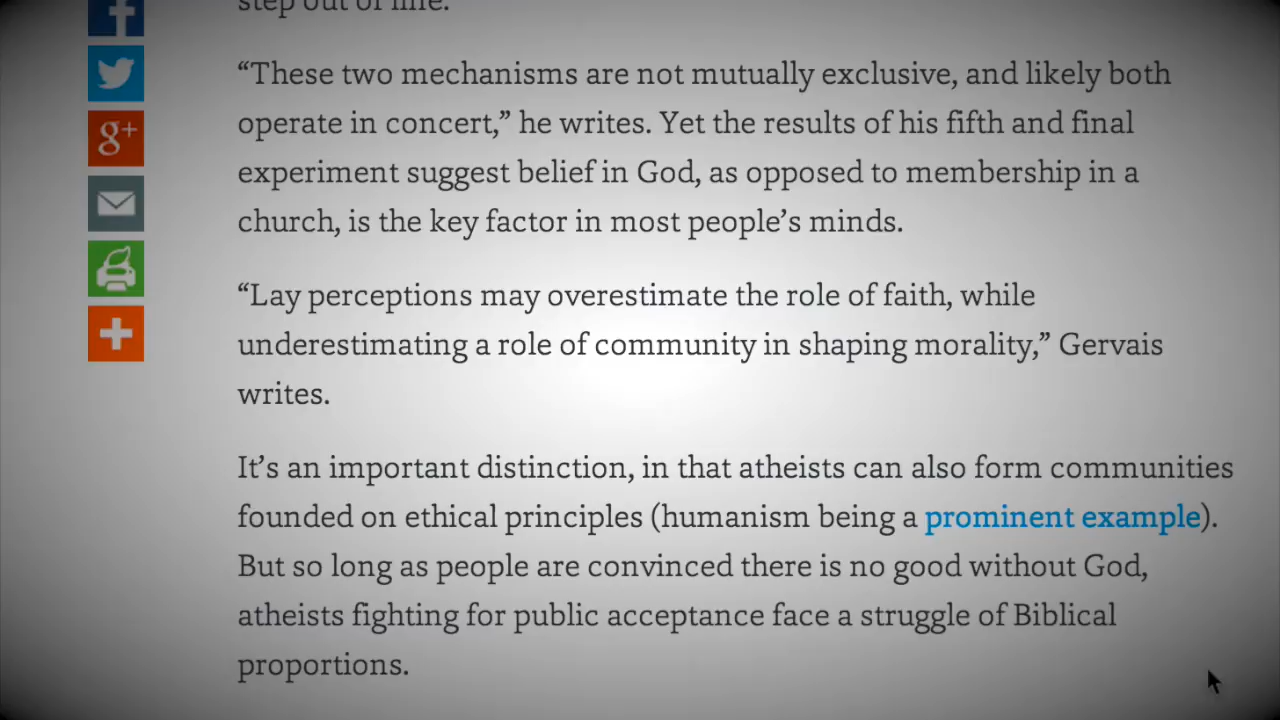 step out of line.
“These two mechanisms are not mutually exclusive, and likely both
operate in concert,” he writes. Yet the results of his fifth and final
experiment suggest belief in God, as opposed to membership in a
church, is the key factor in most people’s minds.
“Lay perceptions may overestimate the role of faith, while
underestimating a role of community in shaping morality,” Gervais
writes.
It’s an important distinction, in that atheists can also form communities
founded on ethical principles (humanism being a prominent example).
But so long as people are convinced there is no good without God,
atheists fighting for public acceptance face a struggle of Biblical
proportions.